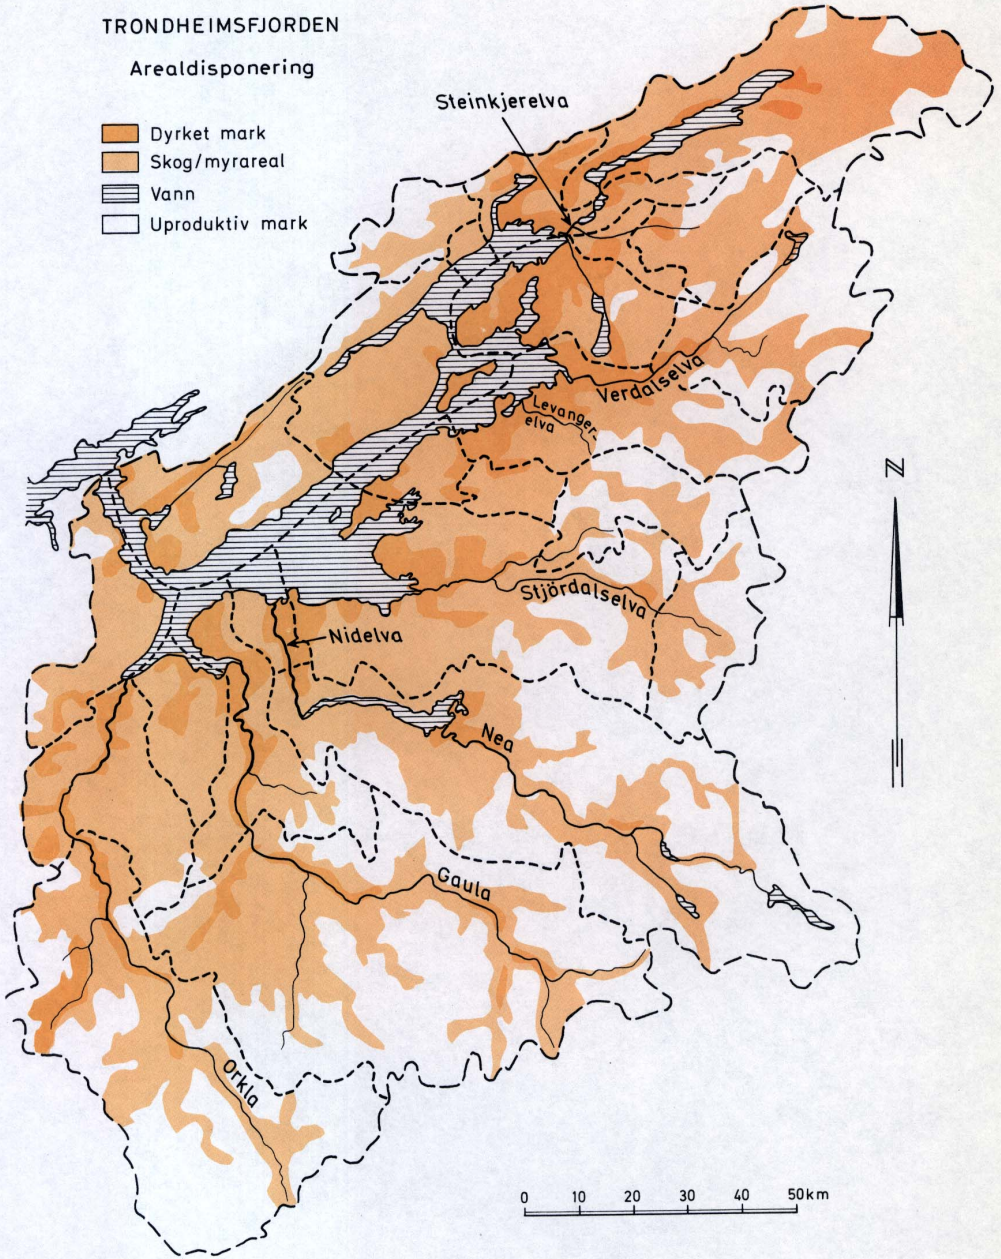 TRONDHEIMSFJORDEN
Arealdisponering
Dyrket mark
Skog/myrareal
Vann
Uproduktiv mark
Steinkjerelva
Verdalselva
Levanger-
elva
N
Stjördalselva
Nidelva
Nea
Gaula
Orkla
0 10 20 30 40 50km